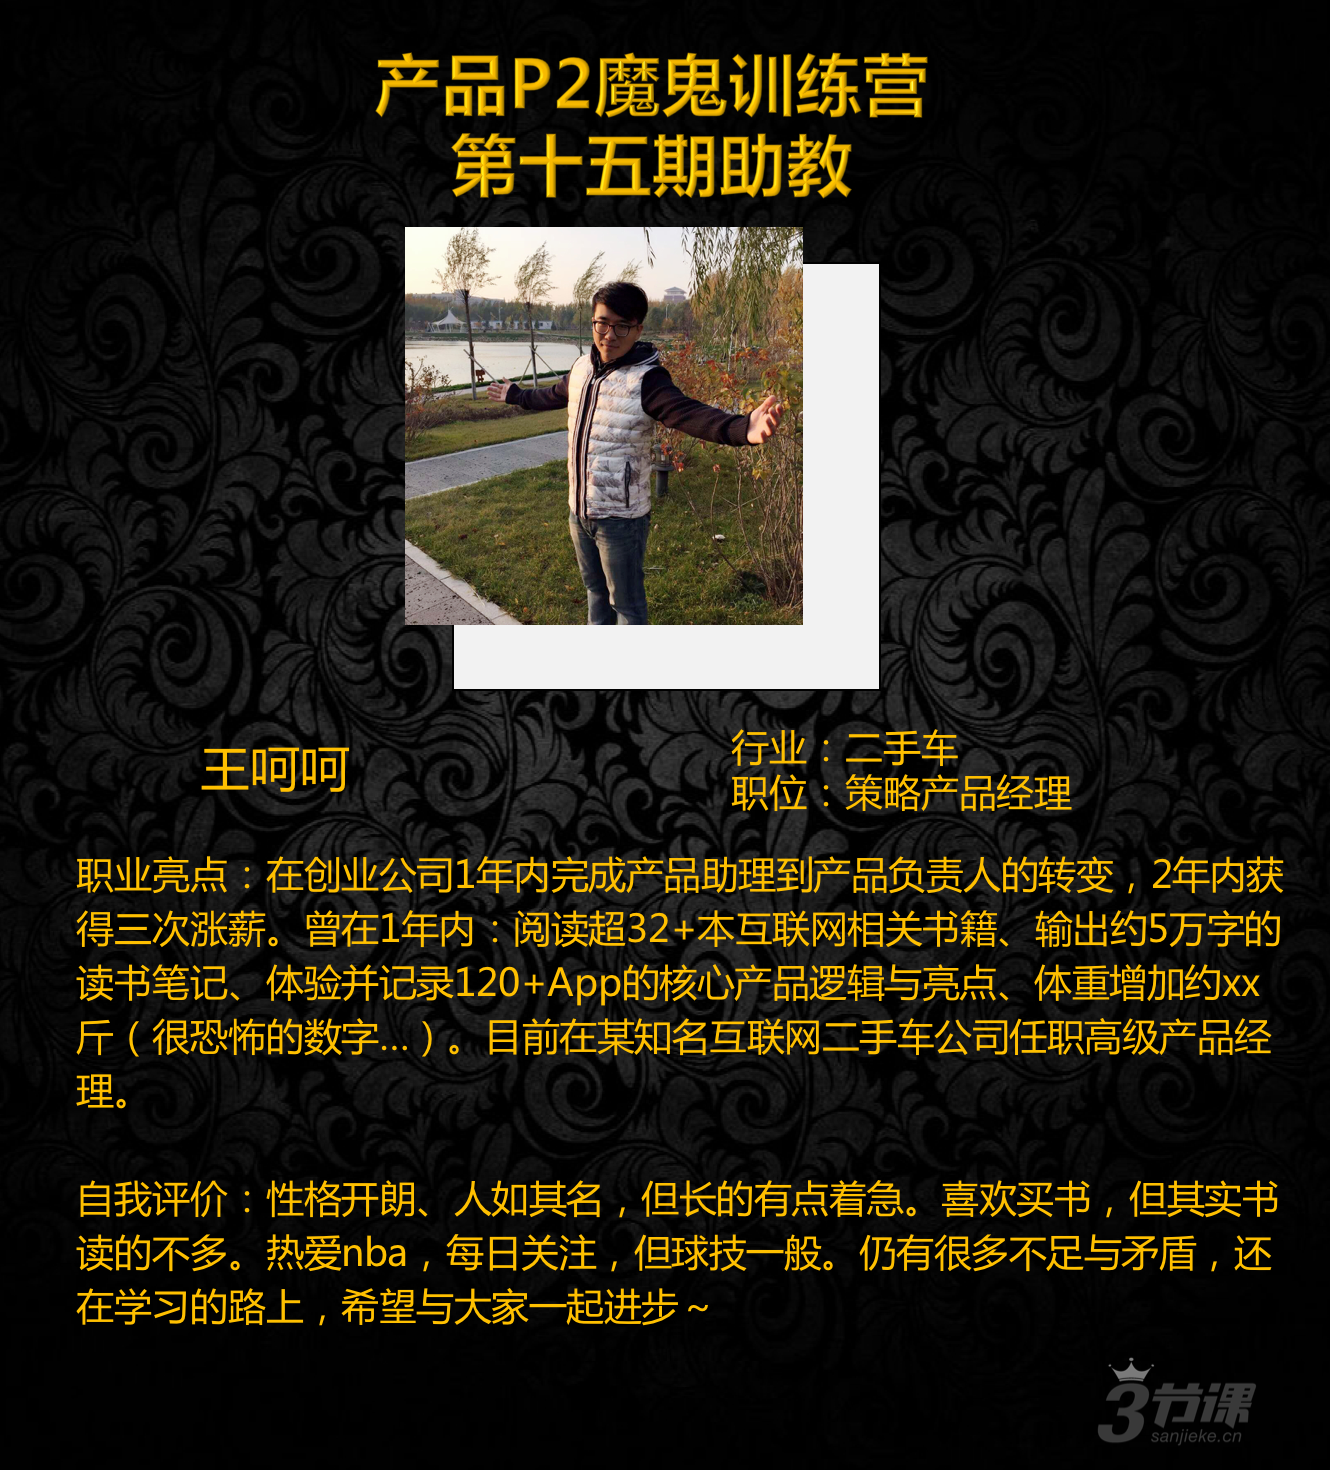 产品P2魔鬼训练营
第十五期助教
王呵呵
行业：二手车
职位：策略产品经理
职业亮点：在创业公司1年内完成产品助理到产品负责人的转变，2年内获
得三次涨薪。曾在1年内：阅读超32+本互联网相关书籍、输出约5万字的
读书笔记、体验并记录120+App的核心产品逻辑与亮点、体重增加约xx
斤（很恐怖的数字...）。目前在某知名互联网二手车公司任职高级产品经
理。
自我评价：性格开朗、人如其名，但长的有点着急。喜欢买书，但其实书
读的不多。热爱nba，每日关注，但球技一般。仍有很多不足与矛盾，还
在学习的路上，希望与大家一起进步~
3节课
sanjieke.cn